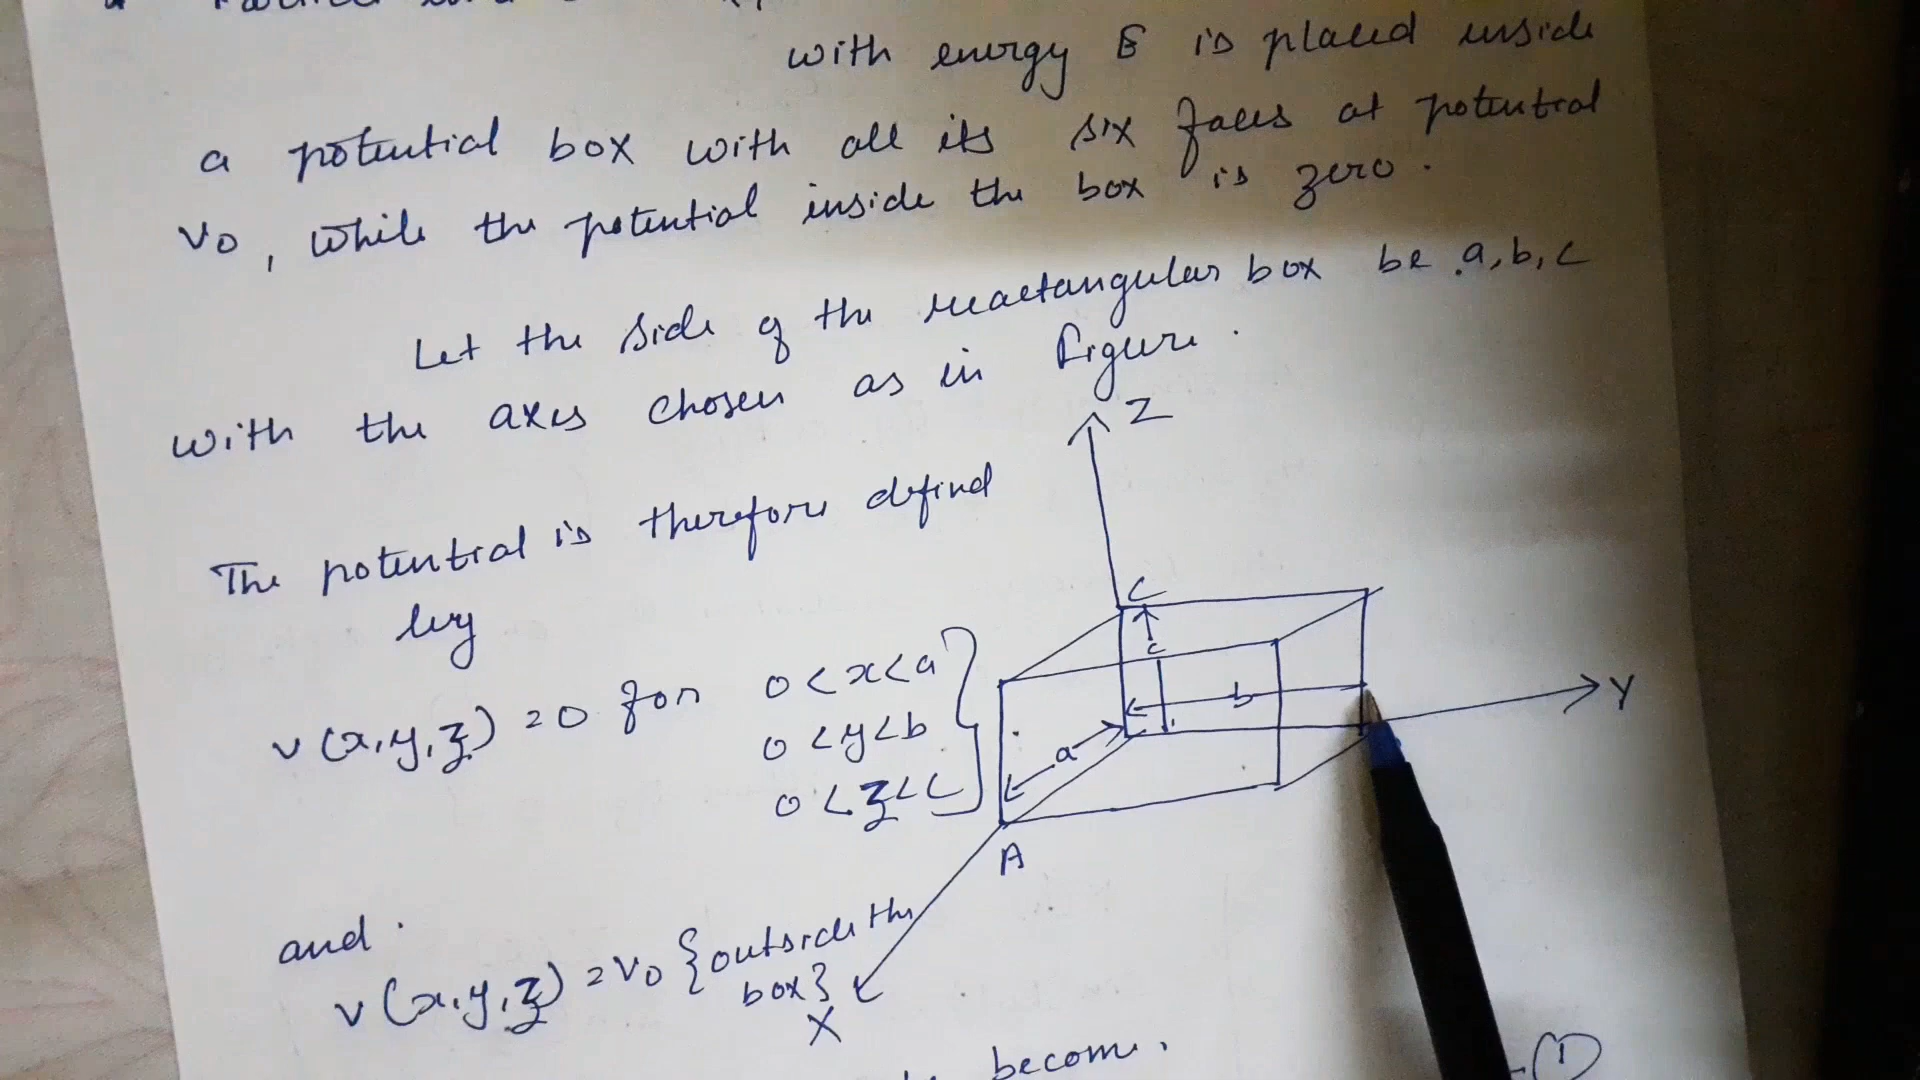 with energy E is placed inside
a potential box with all its six faces at potential
V0, while the potential inside the box is zero.
Let the side of the reactangular box be a, b, c
with the axes chosen as in figure.
Z
The potential is therefore defined
by
C
c
b
a
Y
A
X
v(x,y,z) = 0 for 0<x<a
0<y<b
0<z<c
and
v(x,y,z) = V0 {outside the
box}
become.
(1)